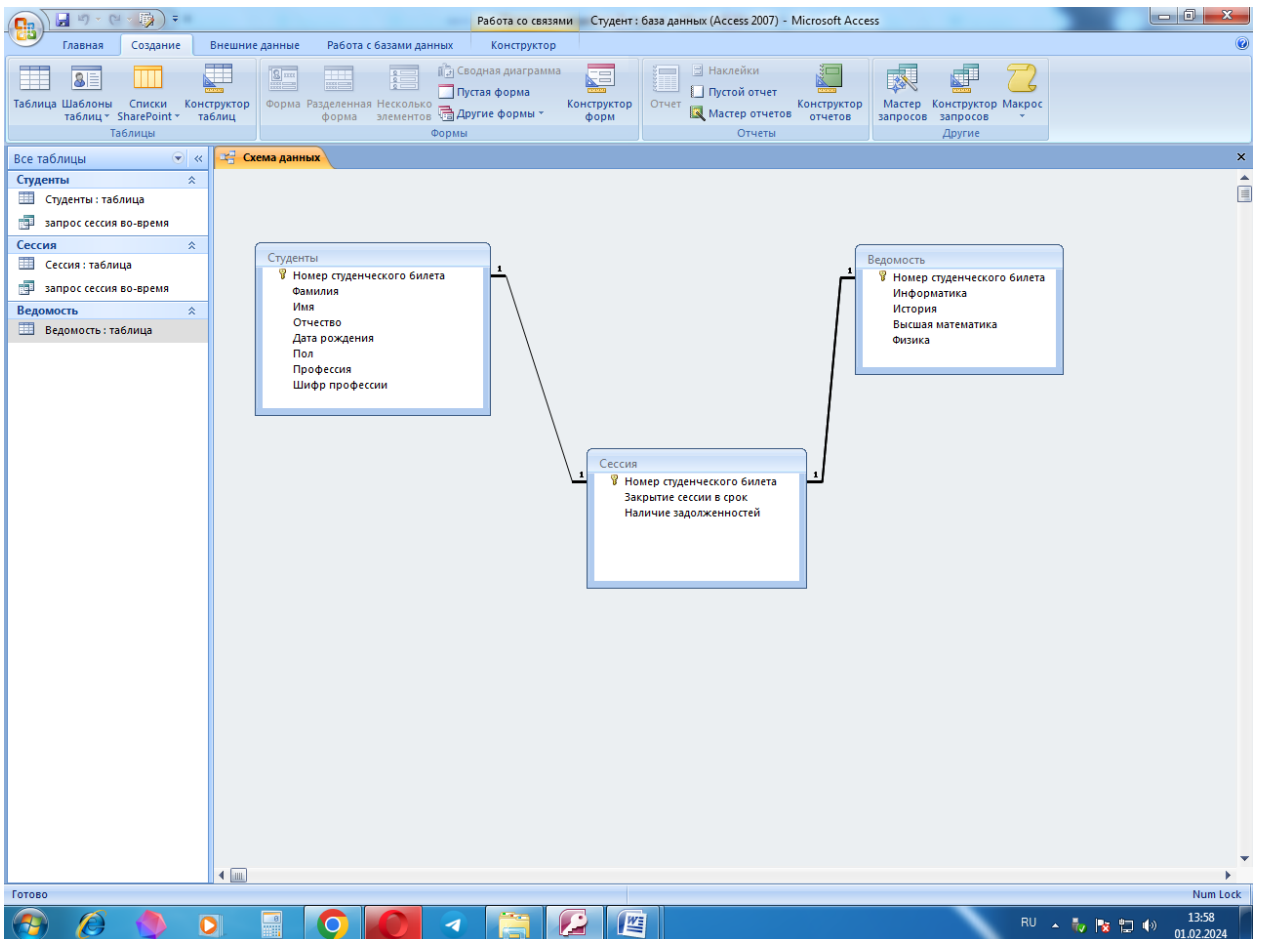 Работа со связями
Студент : база данных (Access 2007) - Microsoft Access
Главная
Создание
Внешние данные
Работа с базами данных
Конструктор
Таблица
Шаблоны таблиц
Списки SharePoint
Конструктор таблиц
Таблицы
Форма
Разделенная форма
Несколько элементов
Сводная диаграмма
Пустая форма
Другие формы
Конструктор форм
Формы
Отчет
Наклейки
Пустой отчет
Мастер отчетов
Конструктор отчетов
Отчеты
Мастер запросов
Конструктор запросов
Макрос
Другие
Все таблицы
Студенты
Студенты : таблица
запрос сессия во-время
Сессия
Сессия : таблица
запрос сессия во-время
Ведомость
Ведомость : таблица
Схема данных
Студенты
Номер студенческого билета
Фамилия
Имя
Отчество
Дата рождения
Пол
Профессия
Шифр профессии
1
1
Сессия
Номер студенческого билета
Закрытие сессии в срок
Наличие задолженностей
1
1
Ведомость
Номер студенческого билета
Информатика
История
Высшая математика
Физика
Готово
Num Lock
RU
13:58
01.02.2024